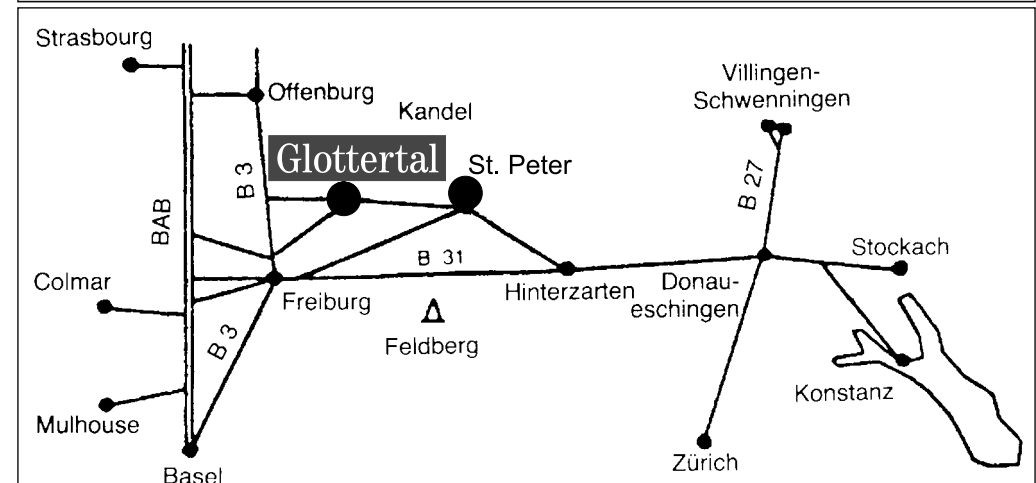 Strasbourg
Offenburg
Kandel
Villingen-
Schwenningen
Glottertal
St. Peter
B 3
B 27
BAB
B 31
Stockach
Colmar
Freiburg
Hinterzarten
Donau-
eschingen
Feldberg
B 3
Konstanz
Mulhouse
Zürich
Basel